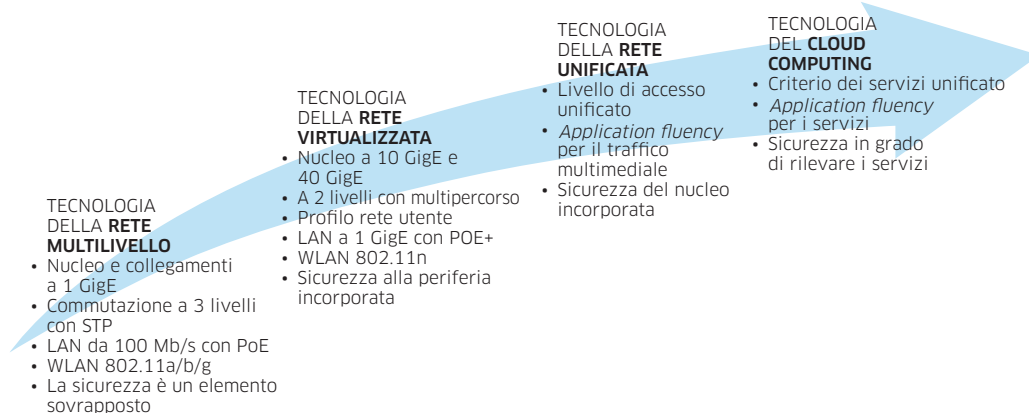 TECNOLOGIA
DELLA RETE
MULTILIVELLO
• Nucleo e collegamenti
a 1 GigE
• Commutazione a 3 livelli
con STP
• LAN da 100 Mb/s con PoE
• WLAN 802.11a/b/g
• La sicurezza è un elemento
sovrapposto
TECNOLOGIA
DELLA RETE
VIRTUALIZZATA
• Nucleo a 10 GigE e
40 GigE
• A 2 livelli con multipercorso
• Profilo rete utente
• LAN a 1 GigE con POE+
• WLAN 802.11n
• Sicurezza alla periferia
incorporata
TECNOLOGIA
DELLA RETE
UNIFICATA
• Livello di accesso
unificato
• Application fluency
per il traffico
multimediale
• Sicurezza del nucleo
incorporata
TECNOLOGIA
DEL CLOUD
COMPUTING
• Criterio dei servizi unificato
• Application fluency
per i servizi
• Sicurezza in grado
di rilevare i servizi